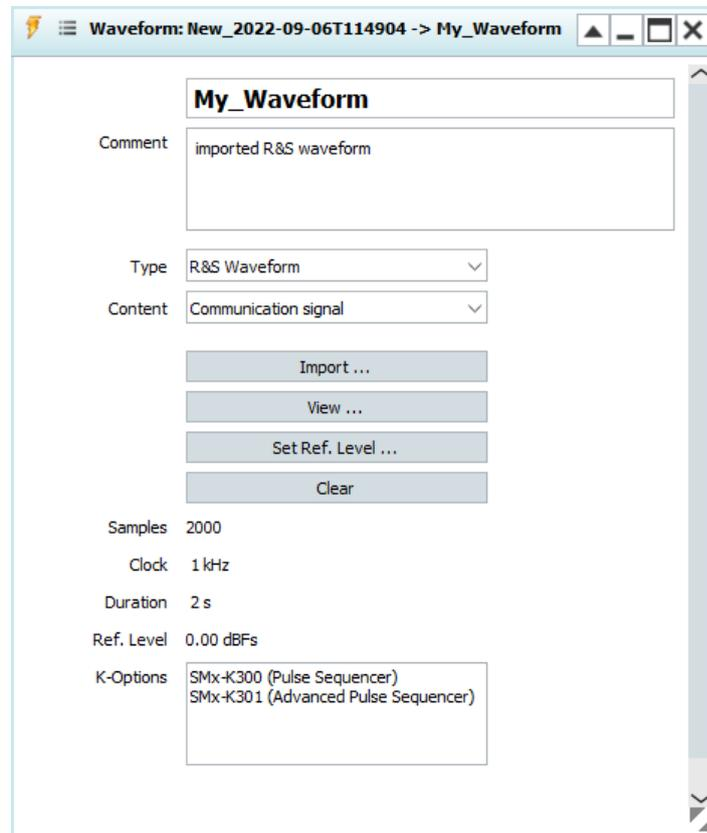 Waveform: New_2022-09-06T114904 -> My_Waveform
My_Waveform
Comment
imported R&S waveform
Type R&S Waveform
Content Communication signal
Import ...
View ...
Set Ref. Level ...
Clear
Samples 2000
Clock 1 kHz
Duration 2 s
Ref. Level 0.00 dBFs
K-Options SMx-K300 (Pulse Sequencer)
SMx-K301 (Advanced Pulse Sequencer)